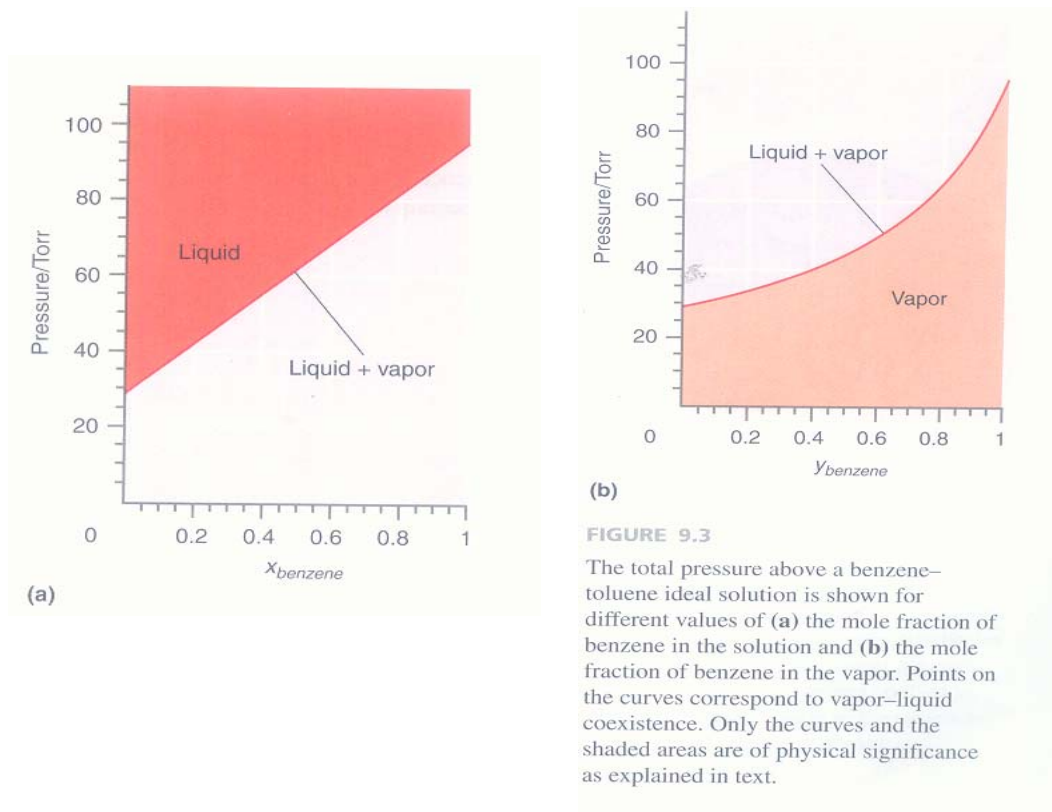 100
80
60
40
20
Pressure/Torr
Liquid
Liquid + vapor
0
0.2
0.4
0.6
0.8
1
xbenzene
(a)
100
80
60
40
20
Pressure/Torr
Liquid + vapor
Vapor
0
0.2
0.4
0.6
0.8
1
ybenzene
(b)
FIGURE 9.3
The total pressure above a benzene–
toluene ideal solution is shown for
different values of (a) the mole fraction of
benzene in the solution and (b) the mole
fraction of benzene in the vapor. Points on
the curves correspond to vapor–liquid
coexistence. Only the curves and the
shaded areas are of physical significance
as explained in text.